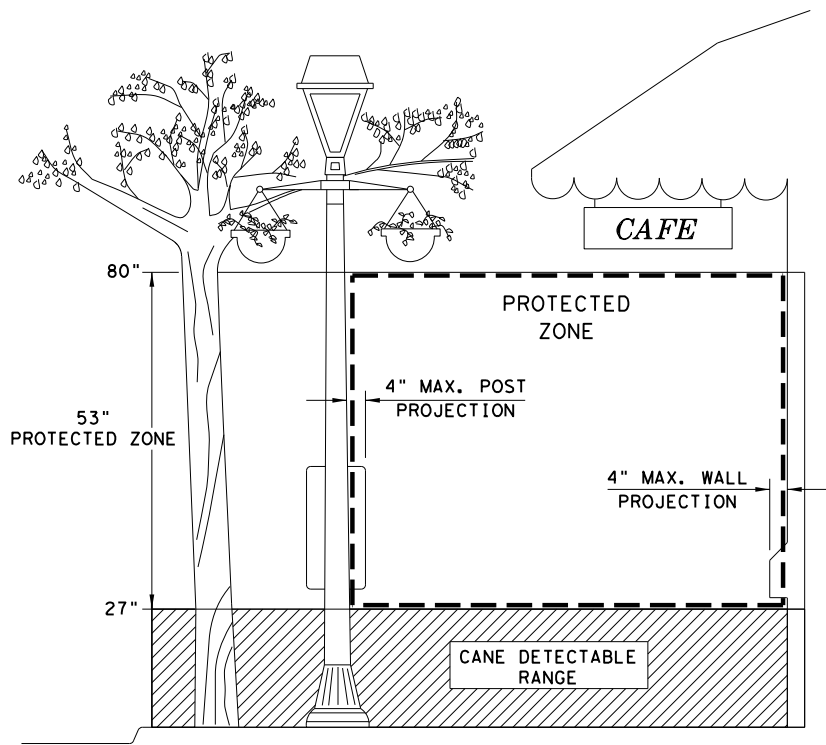 CAFE
80"
PROTECTED
ZONE
4" MAX. POST
PROJECTION
53"
PROTECTED ZONE
4" MAX. WALL
PROJECTION
27"
CANE DETECTABLE
RANGE